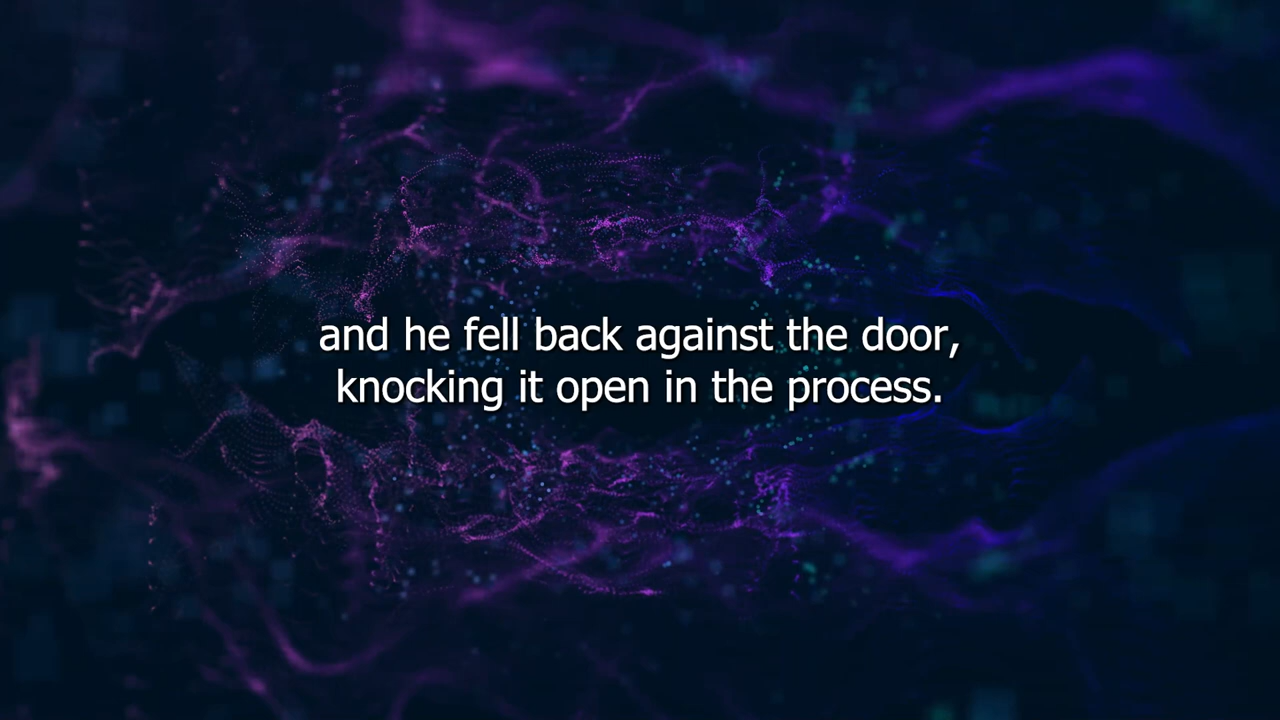 and he fell back against the door,
knocking it open in the process.